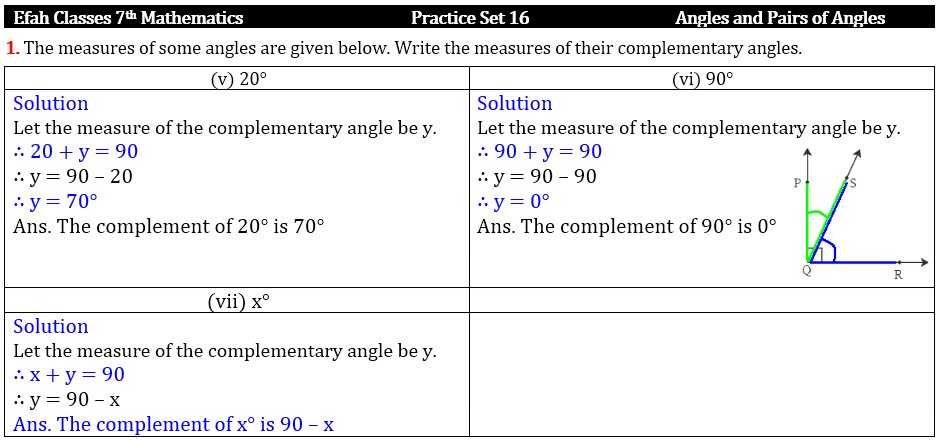 Efah Classes 7th Mathematics Practice Set 16 Angles and Pairs of Angles
1. The measures of some angles are given below. Write the measures of their complementary angles.
(v) 20°
Solution
Let the measure of the complementary angle be y.
∴ 20 + y = 90
∴ y = 90 – 20
∴ y = 70°
Ans. The complement of 20° is 70°
(vi) 90°
Solution
Let the measure of the complementary angle be y.
∴ 90 + y = 90
∴ y = 90 – 90
∴ y = 0°
Ans. The complement of 90° is 0°
P
S
Q
R
(vii) x°
Solution
Let the measure of the complementary angle be y.
∴ x + y = 90
∴ y = 90 – x
Ans. The complement of x° is 90 – x